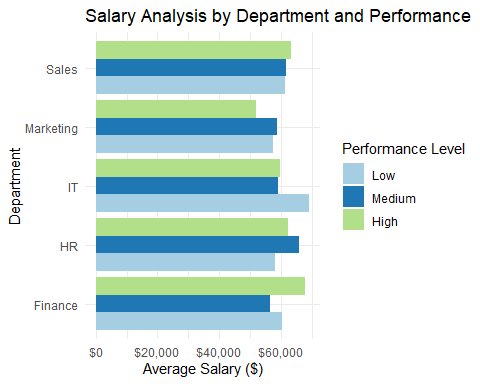 Salary Analysis by Department and Performance
Department
Sales
Marketing
IT
HR
Finance
$0 $20,000 $40,000 $60,000
Average Salary ($)
Performance Level
Low
Medium
High